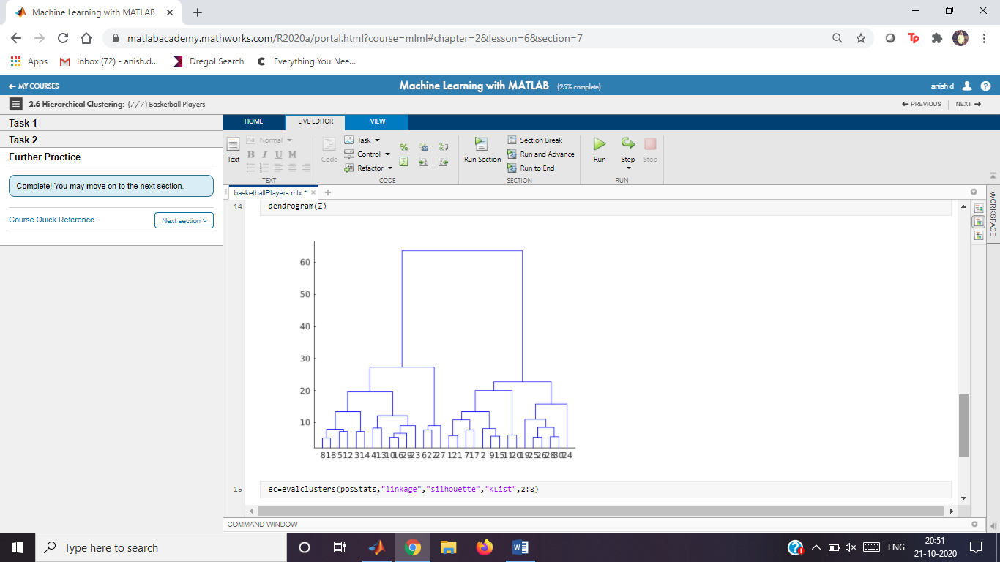 Machine Learning with MATLAB
matlabacademy.mathworks.com/R2020a/portal.html?course=mlml#chapter=2&lesson=6&section=7
Apps Inbox (72) - anish.d... Dregol Search Everything You Nee...
← MY COURSES Machine Learning with MATLAB (25% complete) anish d
2.6 Hierarchical Clustering: (7/7) Basketball Players ← PREVIOUS NEXT →
Task 1
Task 2
Further Practice
Complete! You may move on to the next section.
Course Quick Reference Next section >
HOME LIVE EDITOR VIEW
Text Normal B I U M TEXT
Code Task Control Refactor CODE
Run Section Section Break Run and Advance Run to End SECTION
Run Step Stop RUN
basketballPlayers.mlx *
WORKSPACE
14 dendrogram(Z)
60
50
40
30
20
10
8 18 5 12 3 14 4 13 10 16 29 23 6 22 27 1 21 7 17 2 9 15 11 20 19 25 26 28 30 24
15 ec=evalclusters(posStats,"linkage","silhouette","KList",2:8)
COMMAND WINDOW
Type here to search
ENG
20:51
21-10-2020